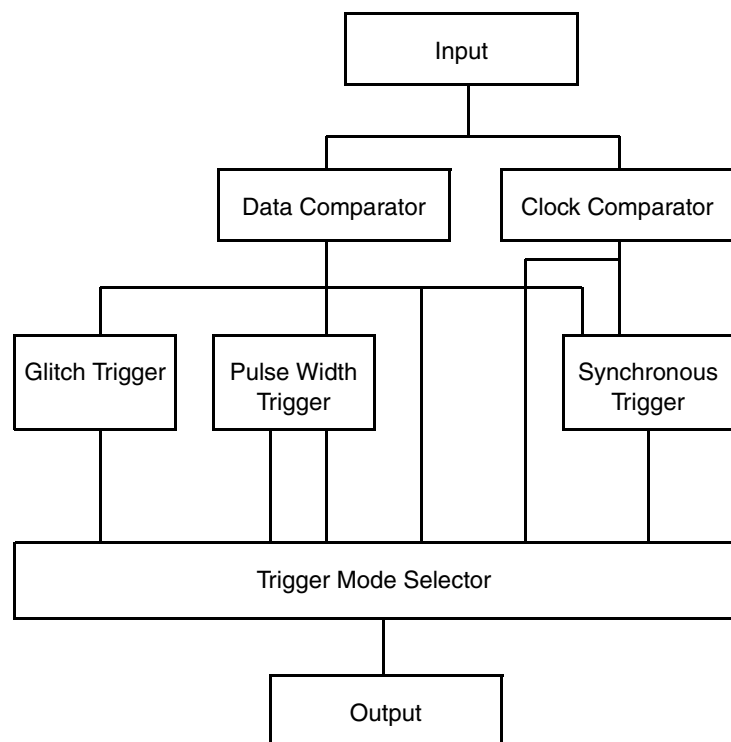 Input
Data Comparator
Clock Comparator
Glitch Trigger
Pulse Width
Trigger
Synchronous
Trigger
Trigger Mode Selector
Output